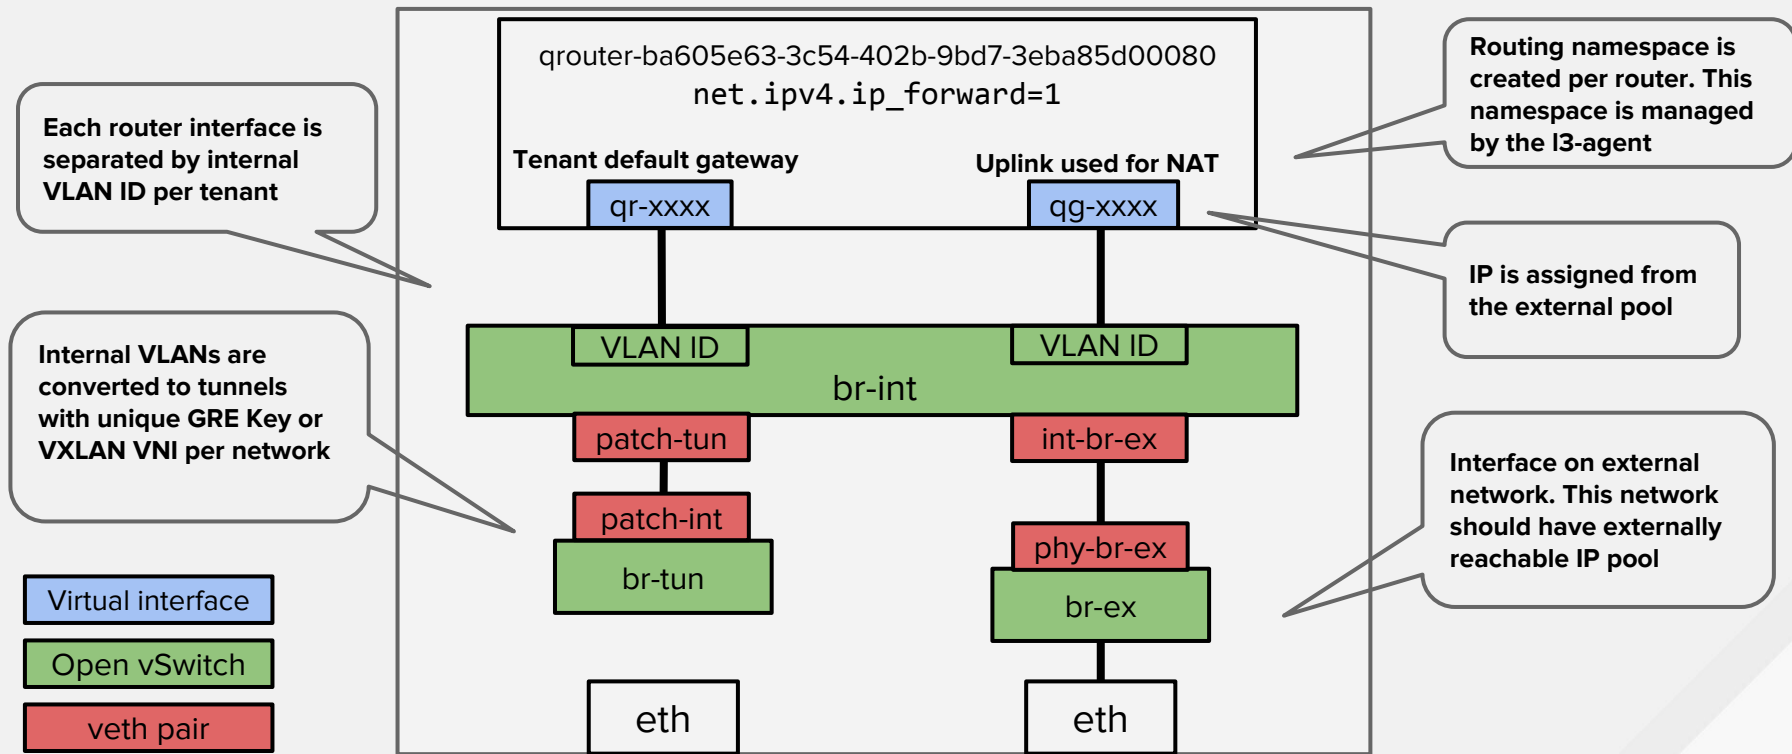 qrouter-ba605e63-3c54-402b-9bd7-3eba85d00080
net.ipv4.ip_forward=1
Tenant default gateway
Uplink used for NAT
qr-xxxx
qg-xxxx
VLAN ID
VLAN ID
br-int
patch-tun
int-br-ex
patch-int
phy-br-ex
br-tun
br-ex
eth
eth
Each router interface is
separated by internal
VLAN ID per tenant
Internal VLANs are
converted to tunnels
with unique GRE Key or
VXLAN VNI per network
Routing namespace is
created per router. This
namespace is managed
by the l3-agent
IP is assigned from
the external pool
Interface on external
network. This network
should have externally
reachable IP pool
Virtual interface
Open vSwitch
veth pair